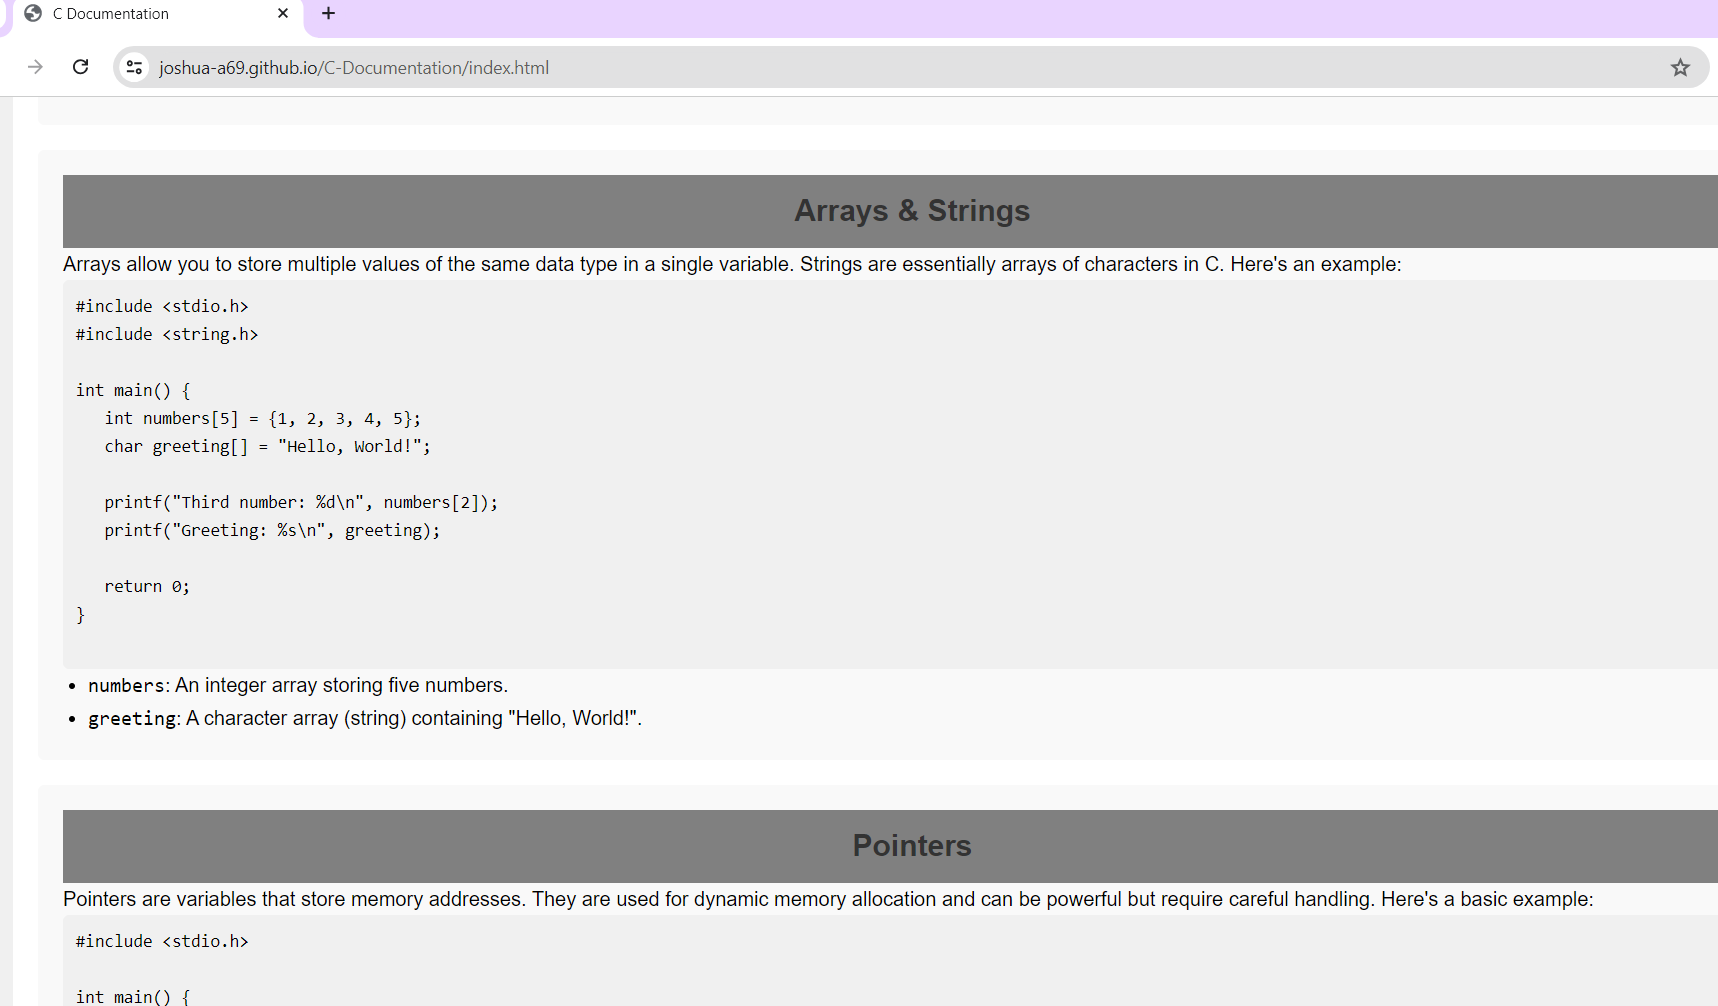 C Documentation
joshua-a69.github.io/C-Documentation/index.html
Arrays & Strings
Arrays allow you to store multiple values of the same data type in a single variable. Strings are essentially arrays of characters in C. Here's an example:
#include <stdio.h>
#include <string.h>
int main() {
   int numbers[5] = {1, 2, 3, 4, 5};
   char greeting[] = "Hello, World!";
   printf("Third number: %d\n", numbers[2]);
   printf("Greeting: %s\n", greeting);
   return 0;
}
• numbers: An integer array storing five numbers.
• greeting: A character array (string) containing "Hello, World!".
Pointers
Pointers are variables that store memory addresses. They are used for dynamic memory allocation and can be powerful but require careful handling. Here's a basic example:
#include <stdio.h>
int main() {